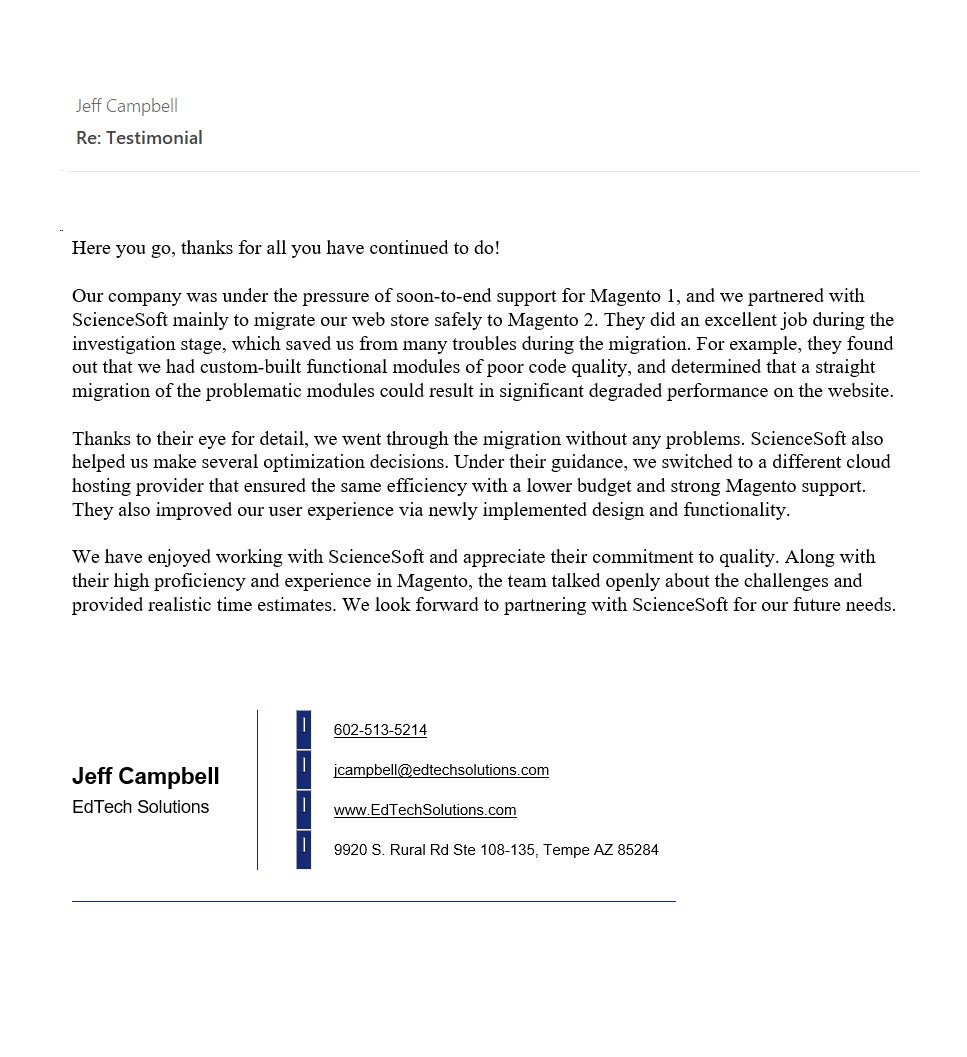 Jeff Campbell
Re: Testimonial
Here you go, thanks for all you have continued to do!
Our company was under the pressure of soon-to-end support for Magento 1, and we partnered with
ScienceSoft mainly to migrate our web store safely to Magento 2. They did an excellent job during the
investigation stage, which saved us from many troubles during the migration. For example, they found
out that we had custom-built functional modules of poor code quality, and determined that a straight
migration of the problematic modules could result in significant degraded performance on the website.
Thanks to their eye for detail, we went through the migration without any problems. ScienceSoft also
helped us make several optimization decisions. Under their guidance, we switched to a different cloud
hosting provider that ensured the same efficiency with a lower budget and strong Magento support.
They also improved our user experience via newly implemented design and functionality.
We have enjoyed working with ScienceSoft and appreciate their commitment to quality. Along with
their high proficiency and experience in Magento, the team talked openly about the challenges and
provided realistic time estimates. We look forward to partnering with ScienceSoft for our future needs.
Jeff Campbell
EdTech Solutions
602-513-5214
jcampbell@edtechsolutions.com
www.EdTechSolutions.com
9920 S. Rural Rd Ste 108-135, Tempe AZ 85284